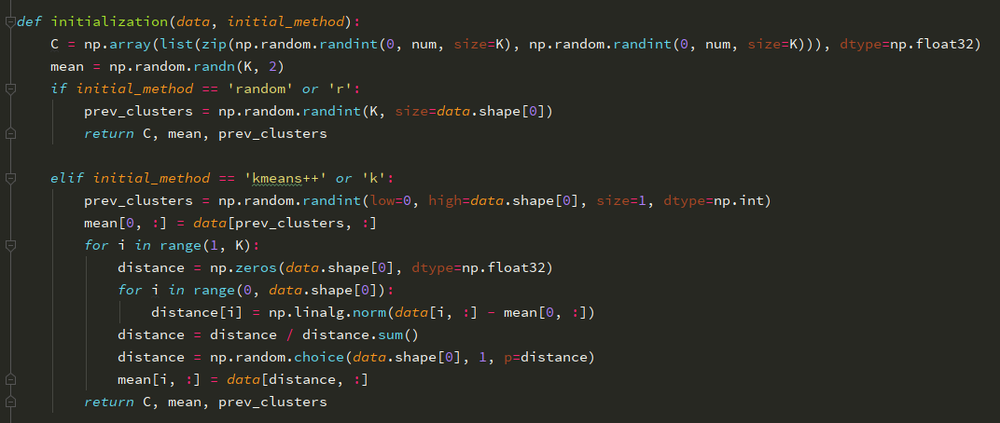 def initialization(data, initial_method):
    C = np.array(list(zip(np.random.randint(0, num, size=K), np.random.randint(0, num, size=K))), dtype=np.float32)
    mean = np.random.randn(K, 2)
    if initial_method == 'random' or 'r':
        prev_clusters = np.random.randint(K, size=data.shape[0])
        return C, mean, prev_clusters

    elif initial_method == 'kmeans++' or 'k':
        prev_clusters = np.random.randint(low=0, high=data.shape[0], size=1, dtype=np.int)
        mean[0, :] = data[prev_clusters, :]
        for i in range(1, K):
            distance = np.zeros(data.shape[0], dtype=np.float32)
            for i in range(0, data.shape[0]):
                distance[i] = np.linalg.norm(data[i, :] - mean[0, :])
            distance = distance / distance.sum()
            distance = np.random.choice(data.shape[0], 1, p=distance)
            mean[i, :] = data[distance, :]
        return C, mean, prev_clusters